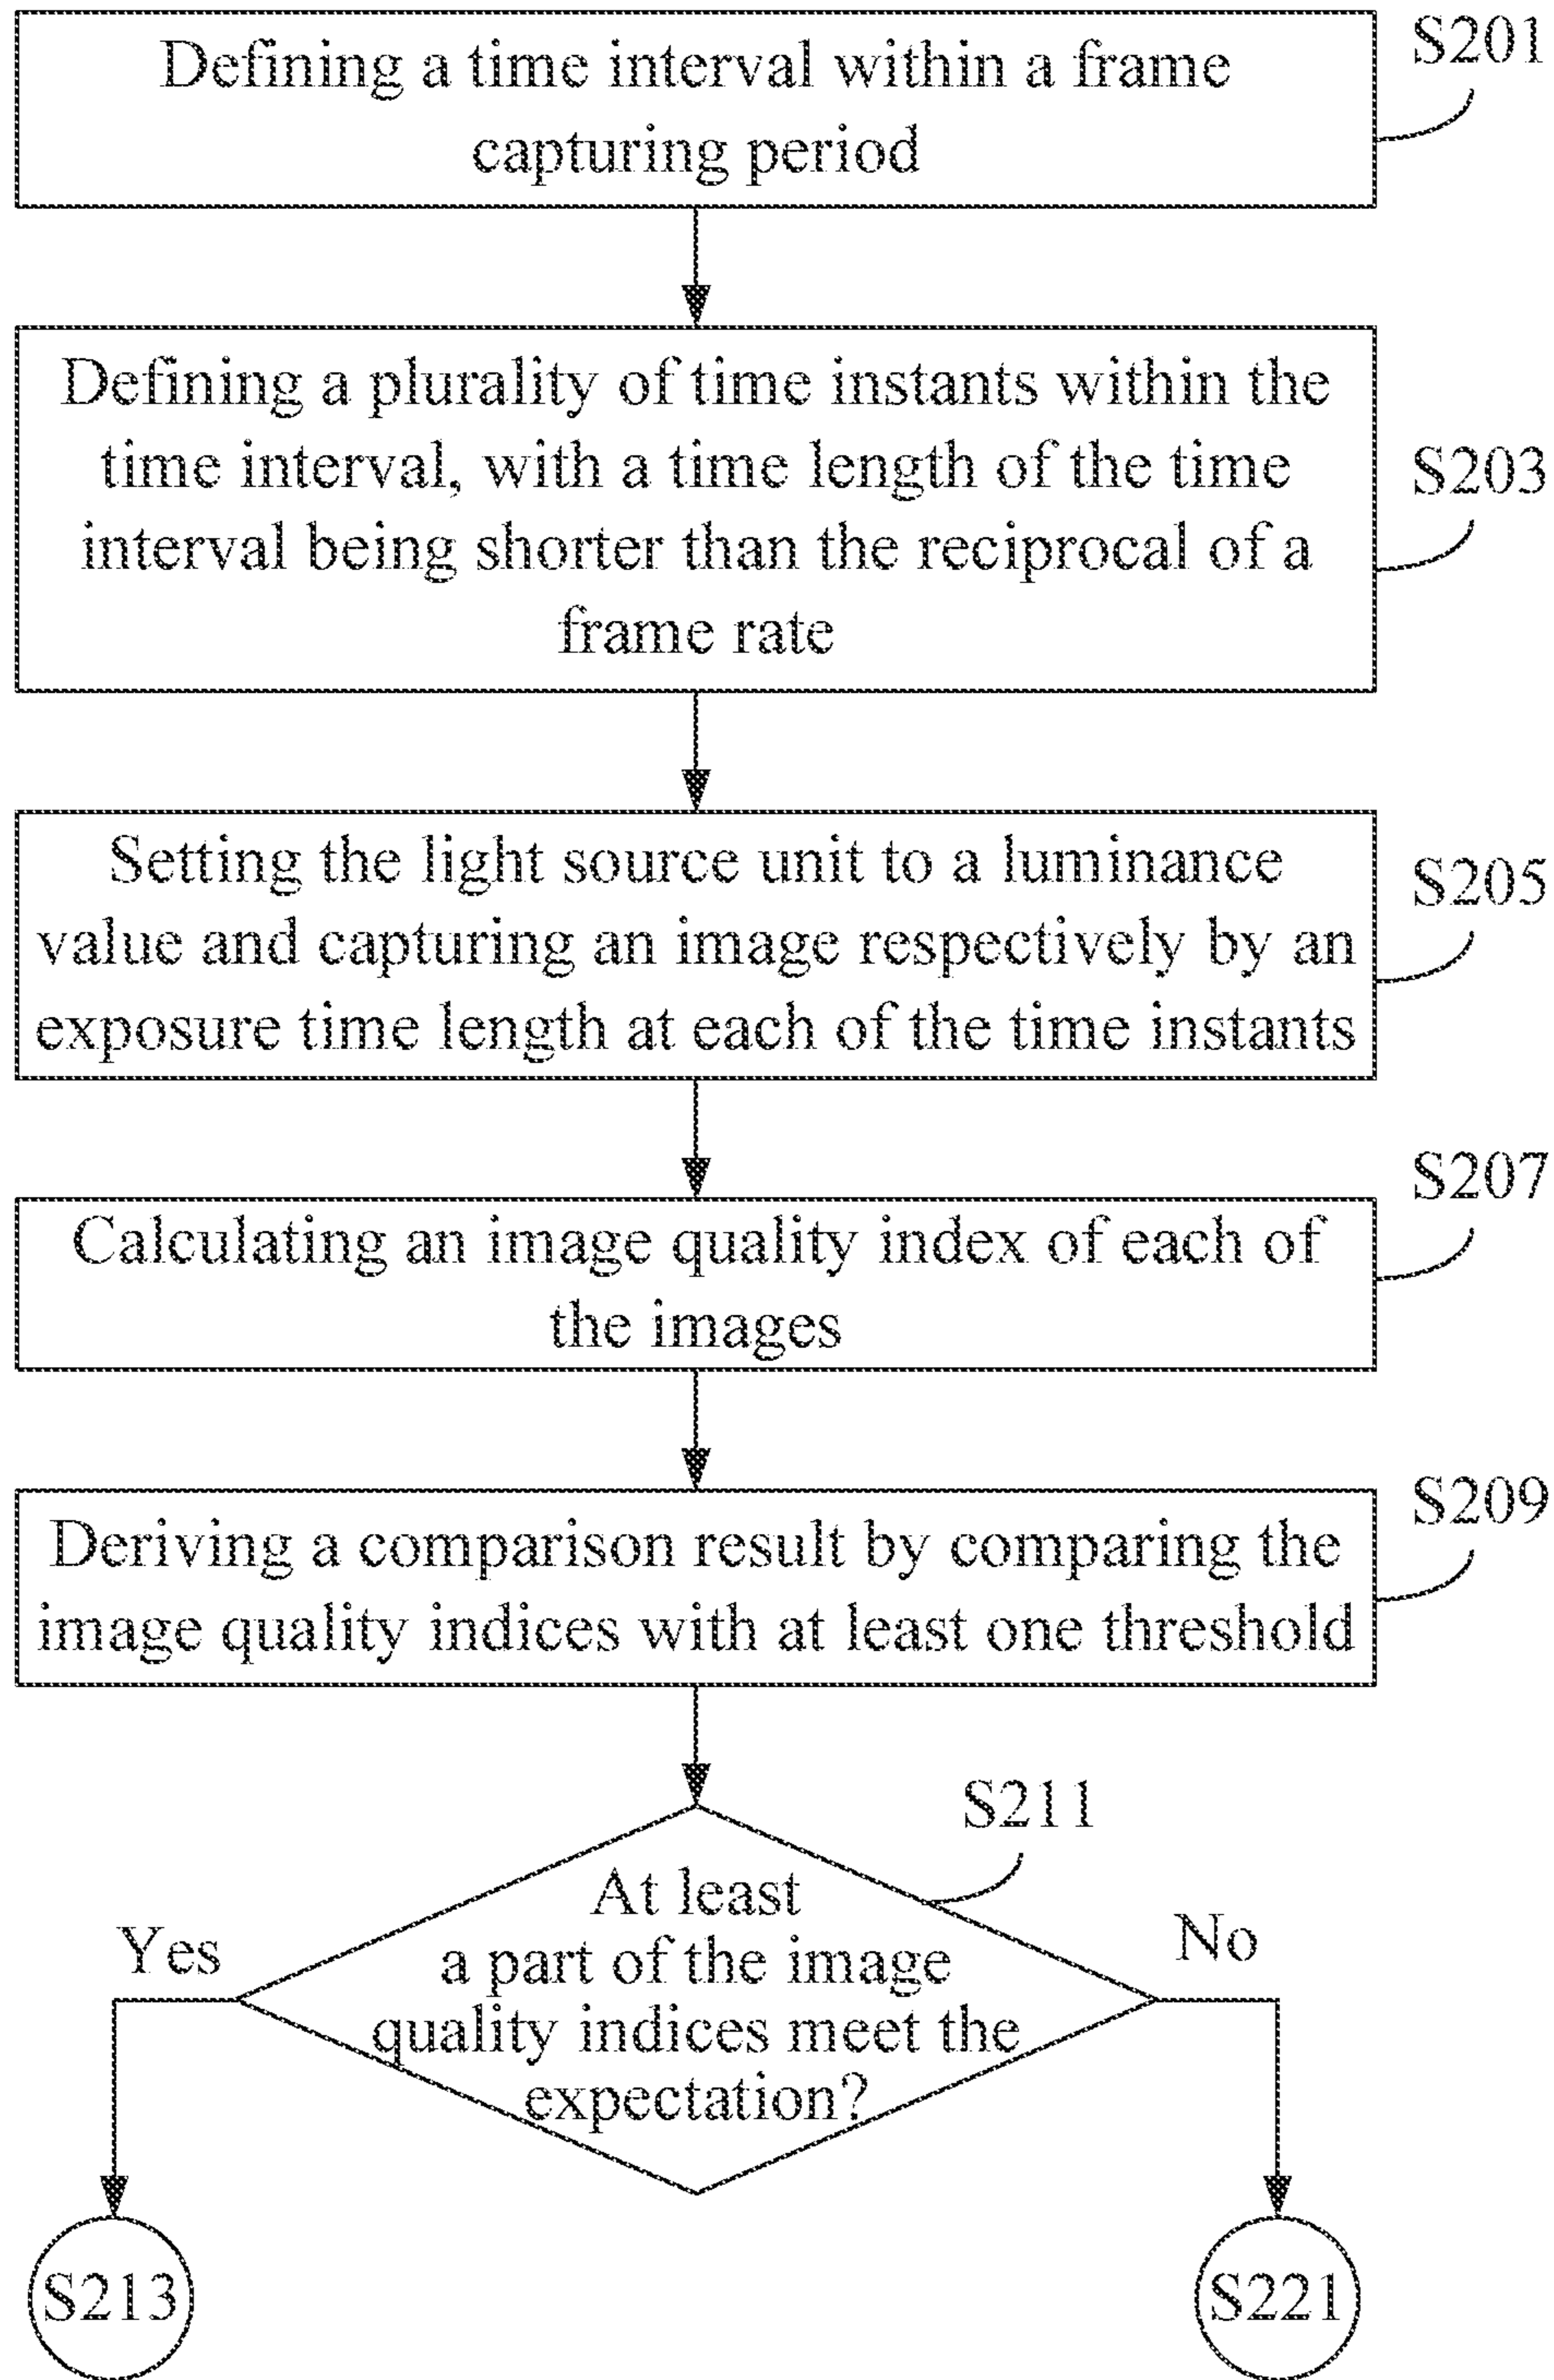 Defining a time interval within a frame
capturing period
S201
Defining a plurality of time instants within the
time interval, with a time length of the time
interval being shorter than the reciprocal of a
frame rate
S203
Setting the light source unit to a luminance
value and capturing an image respectively by an
exposure time length at each of the time instants
S205
Calculating an image quality index of each of
the images
S207
Deriving a comparison result by comparing the
image quality indices with at least one threshold
S209
S211
At least
a part of the image
quality indices meet the
expectation?
Yes
No
S213
S221